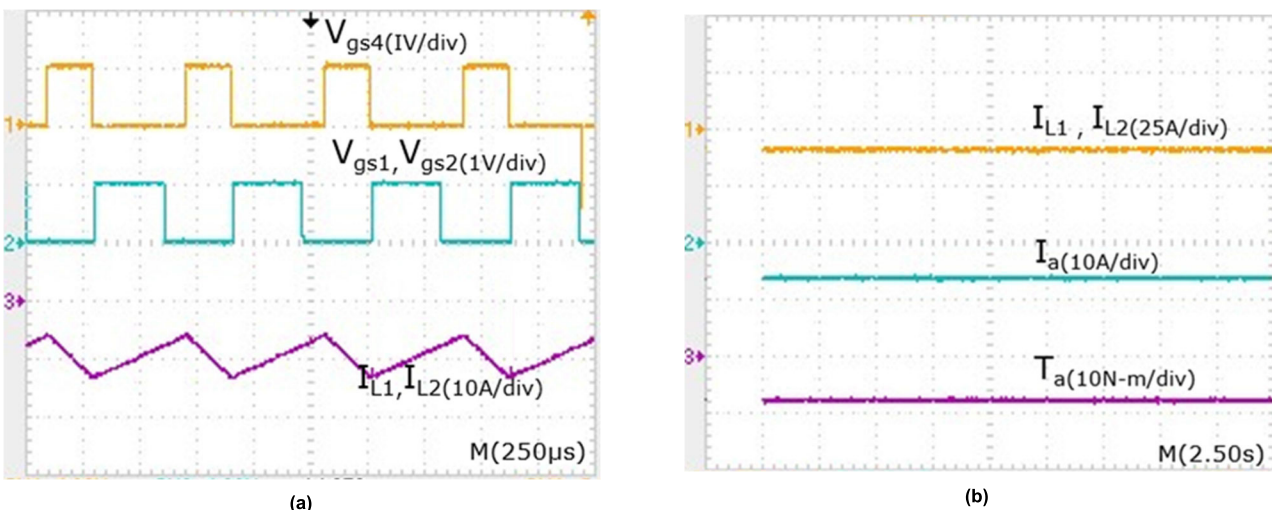 Vgs4(IV/div)
1
Vgs1,Vgs2(1V/div)
2
3
IL1,IL2(10A/div)
M(250μs)
(a)
1
IL1 , IL2(25A/div)
2
Ia(10A/div)
3
Ta(10N-m/div)
M(2.50s)
(b)